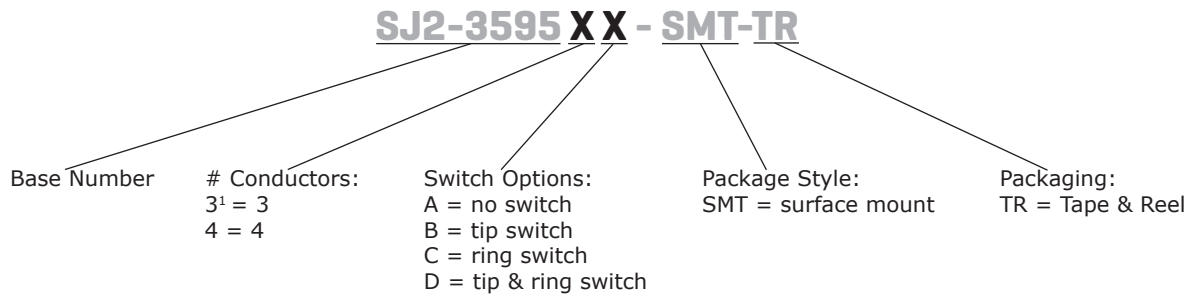 SJ2-3595 X X - SMT-TR
Base Number
# Conductors:
3¹ = 3
4 = 4
Switch Options:
A = no switch
B = tip switch
C = ring switch
D = tip & ring switch
Package Style:
SMT = surface mount
Packaging:
TR = Tape & Reel